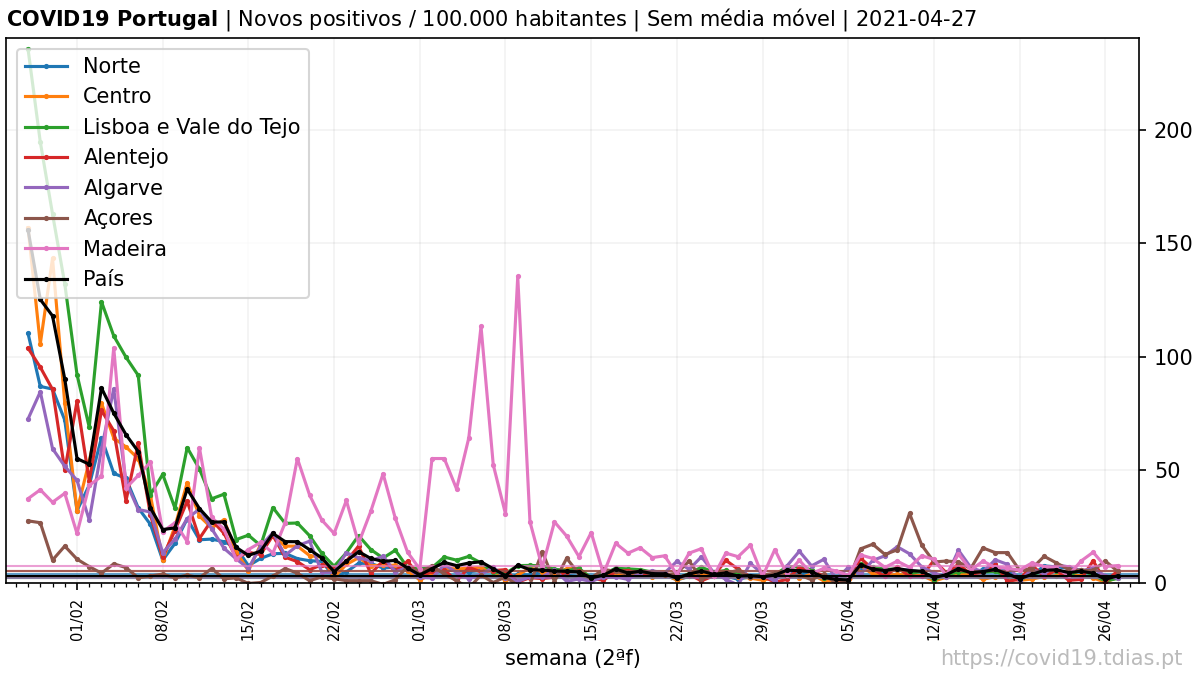 COVID19 Portugal | Novos positivos / 100.000 habitantes | Sem média móvel | 2021-04-27
Norte
Centro
Lisboa e Vale do Tejo
Alentejo
Algarve
Açores
Madeira
País
200
150
100
50
0
01/02
08/02
15/02
22/02
01/03
08/03
15/03
22/03
29/03
05/04
12/04
19/04
26/04
semana (2ªf)
https://covid19.tdias.pt